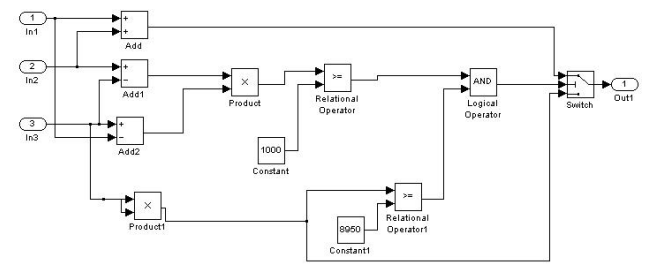 1
In1
+
+
Add
2
In2
+
−
Add1
×
Product
>=
Relational
Operator
AND
Logical
Operator
Switch
1
Out1
3
In3
+
−
Add2
1000
Constant
×
Product1
>=
Relational
Operator1
8950
Constant1